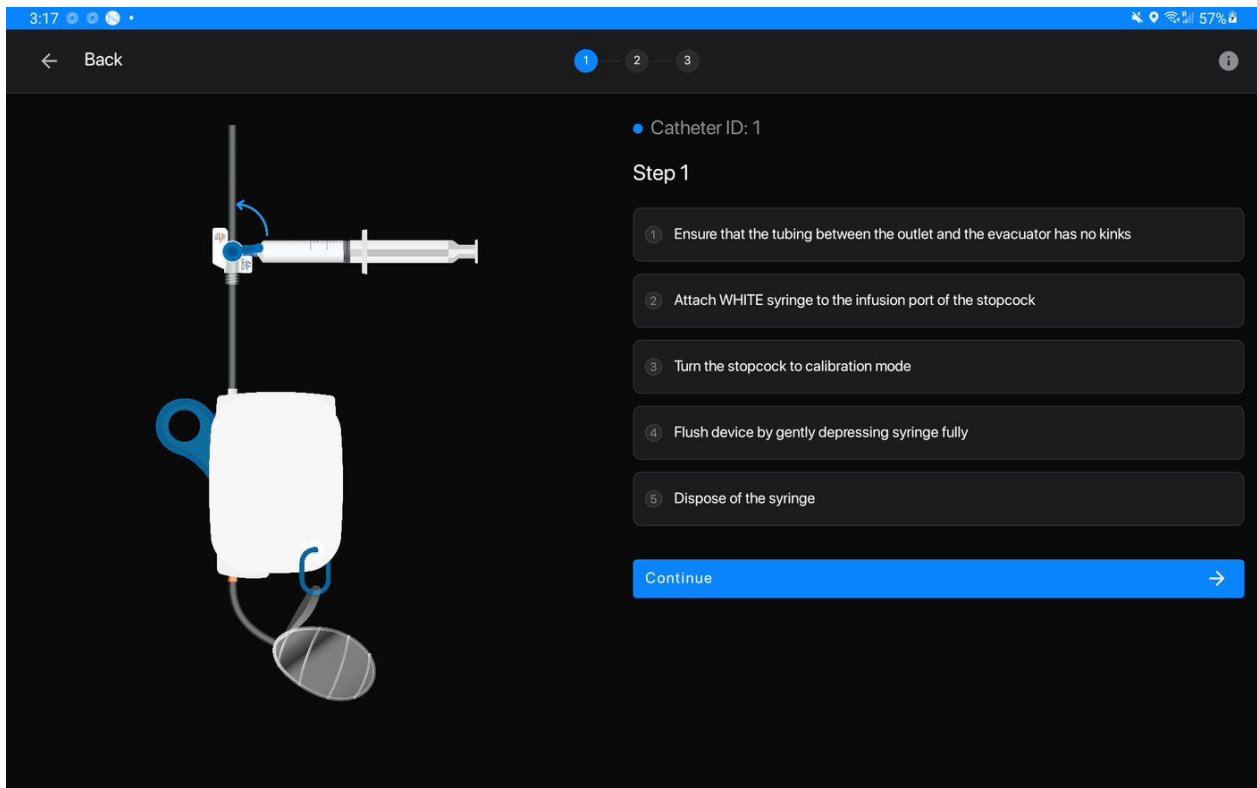 3:17
57%
Back
1
2
3
Catheter ID: 1
Step 1
1 Ensure that the tubing between the outlet and the evacuator has no kinks
2 Attach WHITE syringe to the infusion port of the stopcock
3 Turn the stopcock to calibration mode
4 Flush device by gently depressing syringe fully
5 Dispose of the syringe
Continue